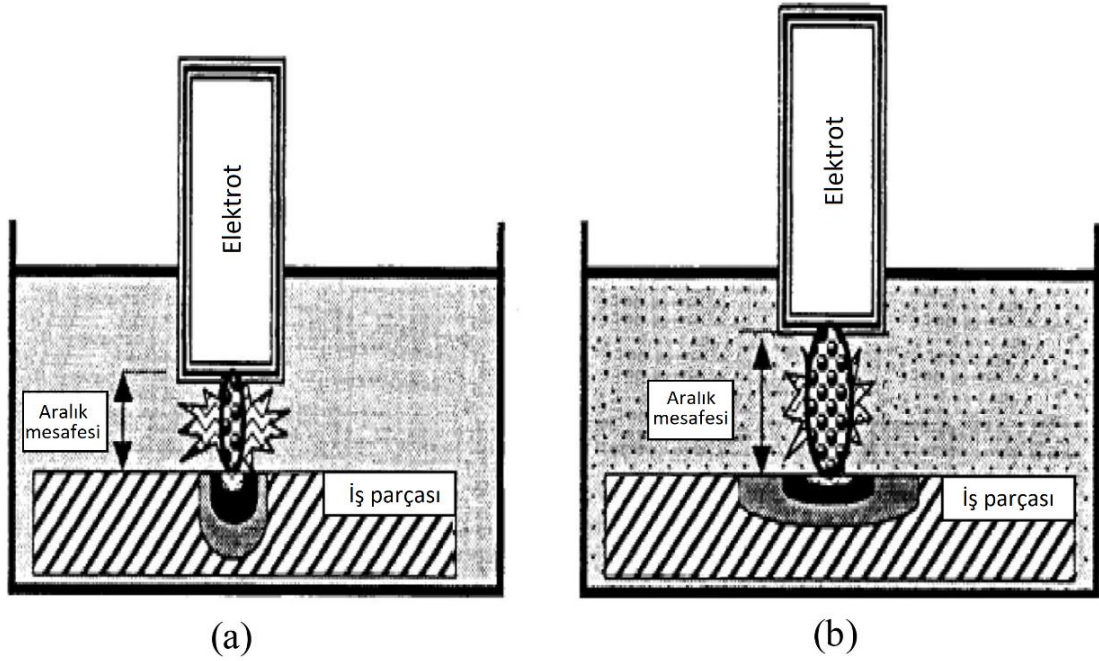 Elektrot
Aralık
mesafesi
İş parçası
(a)
Elektrot
Aralık
mesafesi
İş parçası
(b)